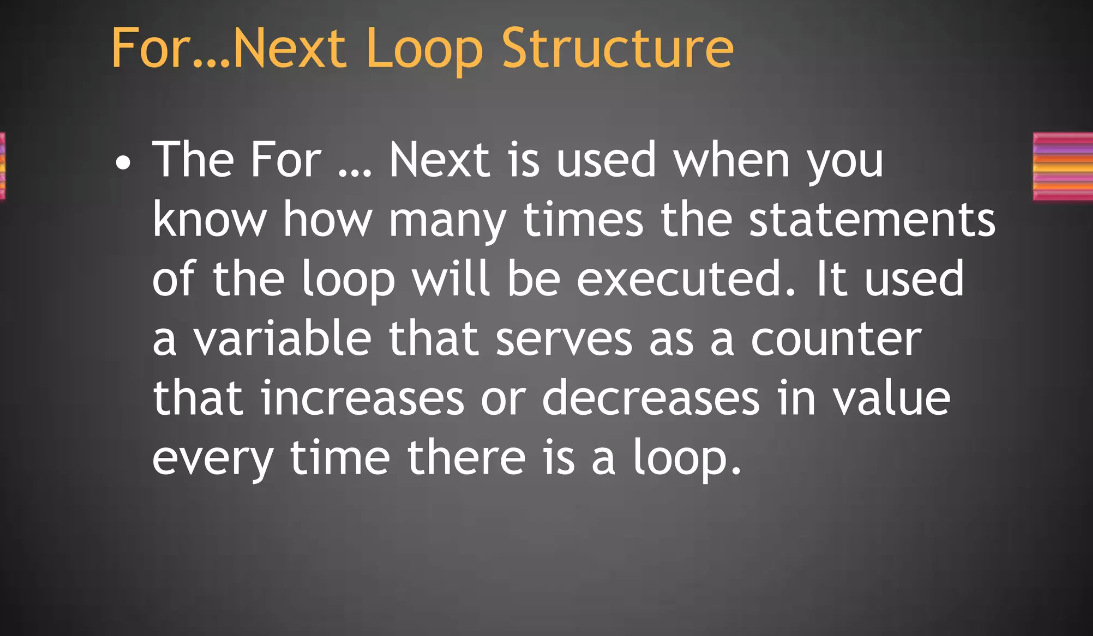 For…Next Loop Structure
• The For … Next is used when you
know how many times the statements
of the loop will be executed. It used
a variable that serves as a counter
that increases or decreases in value
every time there is a loop.